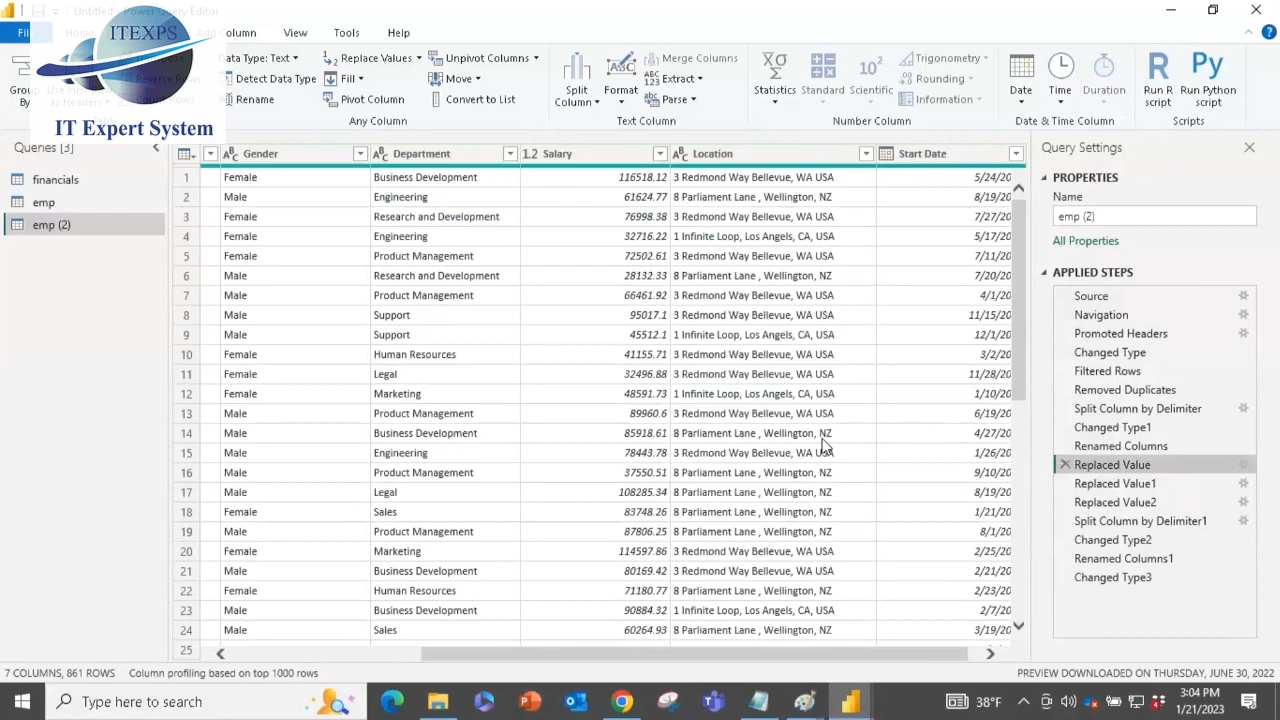 Untitled - Power Query Editor
ITEXPS
IT Expert System
File Home Add Column View Tools Help
Group By
Data Type: Text
Detect Data Type
Rename
Replace Values
Fill
Pivot Column
Unpivot Columns
Move
Convert to List
Any Column
Split Column
Format
Merge Columns
Extract
Parse
Text Column
Statistics
Standard
Scientific
Trigonometry
Rounding
Information
Number Column
Date
Time
Duration
Date & Time Column
Run R script
Run Python script
Scripts
Queries [3]
financials
emp
emp (2)
Gender Department 1.2 Salary Location Start Date
1 Female Business Development 116518.12 3 Redmond Way Bellevue, WA USA 5/24/20
2 Male Engineering 61624.77 8 Parliament Lane , Wellington, NZ 8/19/20
3 Female Research and Development 76998.38 3 Redmond Way Bellevue, WA USA 7/27/20
4 Female Engineering 32716.22 1 Infinite Loop, Los Angels, CA, USA 5/17/20
5 Female Product Management 72502.61 3 Redmond Way Bellevue, WA USA 7/11/20
6 Male Research and Development 28132.33 8 Parliament Lane , Wellington, NZ 7/20/20
7 Male Product Management 66461.92 3 Redmond Way Bellevue, WA USA 4/1/20
8 Male Support 95017.1 3 Redmond Way Bellevue, WA USA 11/15/20
9 Male Support 45512.1 1 Infinite Loop, Los Angels, CA, USA 12/1/20
10 Female Human Resources 41155.71 3 Redmond Way Bellevue, WA USA 3/2/20
11 Female Legal 32496.88 3 Redmond Way Bellevue, WA USA 11/28/20
12 Female Marketing 48591.73 1 Infinite Loop, Los Angels, CA, USA 1/10/20
13 Male Product Management 89960.6 3 Redmond Way Bellevue, WA USA 6/19/20
14 Male Business Development 85918.61 8 Parliament Lane , Wellington, NZ 4/27/20
15 Male Engineering 78443.78 3 Redmond Way Bellevue, WA USA 1/26/20
16 Male Product Management 37550.51 8 Parliament Lane , Wellington, NZ 9/10/20
17 Male Legal 108285.34 8 Parliament Lane , Wellington, NZ 8/19/20
18 Female Sales 83748.26 8 Parliament Lane , Wellington, NZ 1/21/20
19 Male Product Management 87806.25 8 Parliament Lane , Wellington, NZ 8/1/20
20 Female Marketing 114597.86 3 Redmond Way Bellevue, WA USA 2/25/20
21 Male Business Development 80169.42 3 Redmond Way Bellevue, WA USA 2/21/20
22 Female Human Resources 71180.77 8 Parliament Lane , Wellington, NZ 2/23/20
23 Male Business Development 90884.32 1 Infinite Loop, Los Angels, CA, USA 2/7/20
24 Male Sales 60264.93 8 Parliament Lane , Wellington, NZ 3/19/20
25
Query Settings
PROPERTIES
Name
emp (2)
All Properties
APPLIED STEPS
Source
Navigation
Promoted Headers
Changed Type
Filtered Rows
Removed Duplicates
Split Column by Delimiter
Changed Type1
Renamed Columns
Replaced Value
Replaced Value1
Replaced Value2
Split Column by Delimiter1
Changed Type2
Renamed Columns1
Changed Type3
7 COLUMNS, 861 ROWS Column profiling based on top 1000 rows PREVIEW DOWNLOADED ON THURSDAY, JUNE 30, 2022
Type here to search 38°F 3:04 PM
1/21/2023